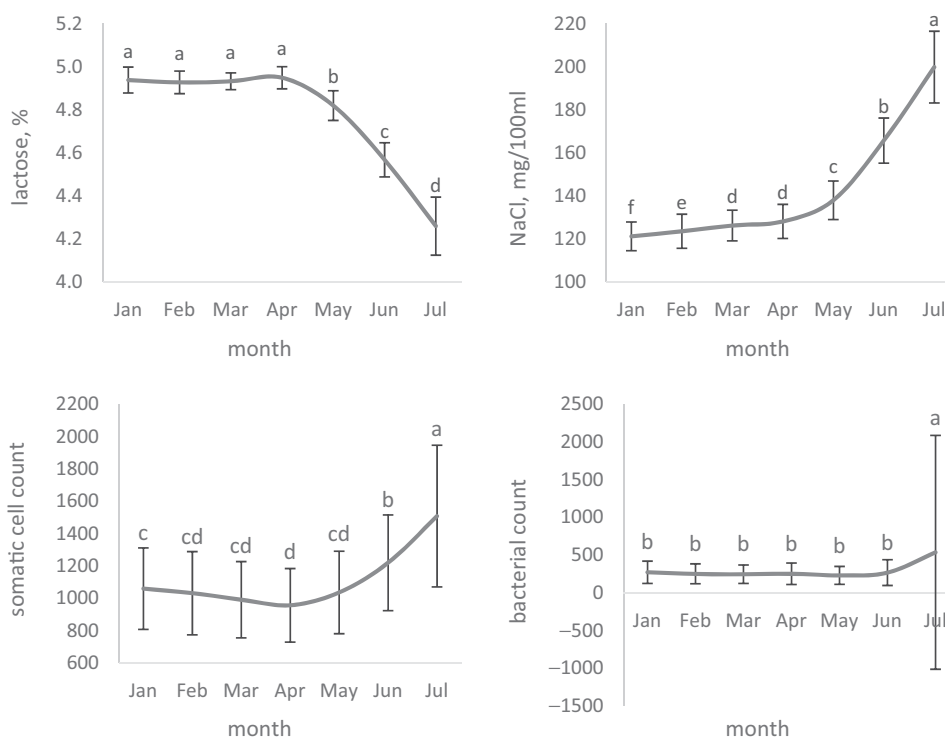 lactose, %
5.2
5.0
4.8
4.6
4.4
4.2
4.0
a a a a b c d
Jan Feb Mar Apr May Jun Jul
month
NaCl, mg/100ml
220
200
180
160
140
120
100
f e d d c b a
Jan Feb Mar Apr May Jun Jul
month
somatic cell count
2200
2000
1800
1600
1400
1200
1000
800
600
c cd cd d cd b a
Jan Feb Mar Apr May Jun Jul
month
bacterial count
2500
2000
1500
1000
500
0
−500
−1000
−1500
b b b b b b a
Jan Feb Mar Apr May Jun Jul
month